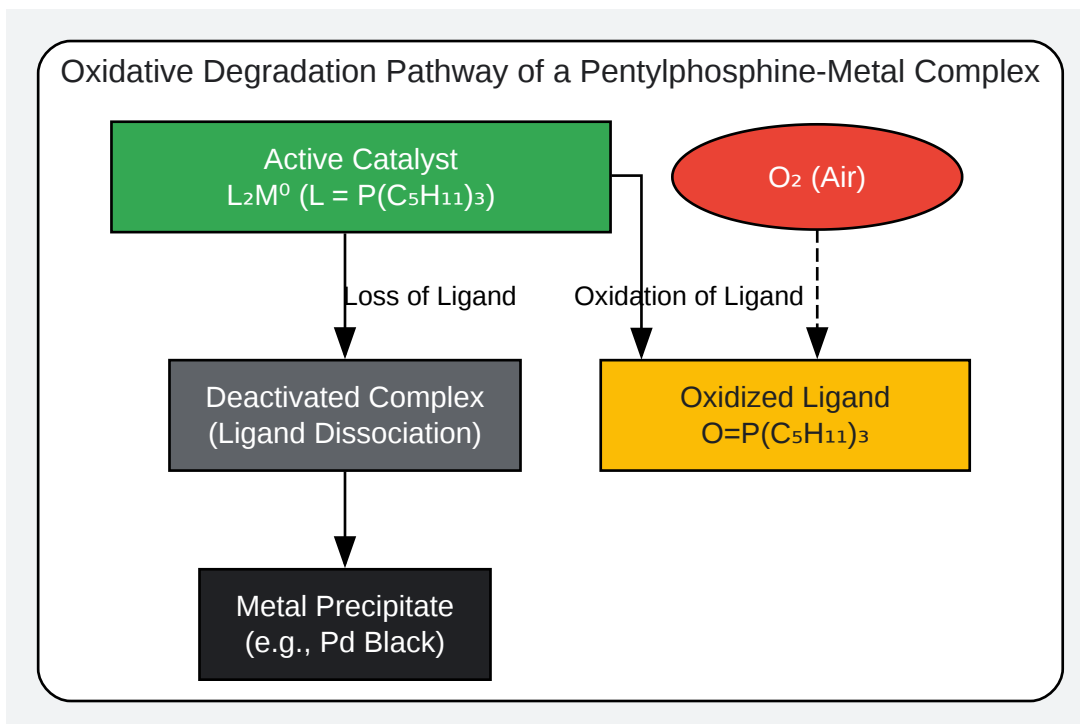 Oxidative Degradation Pathway of a Pentylphosphine-Metal Complex
Active Catalyst
L₂M⁰ (L = P(C₅H₁₁)₃)
O₂ (Air)
Loss of Ligand
Oxidation of Ligand
Deactivated Complex
(Ligand Dissociation)
Oxidized Ligand
O=P(C₅H₁₁)₃
Metal Precipitate
(e.g., Pd Black)